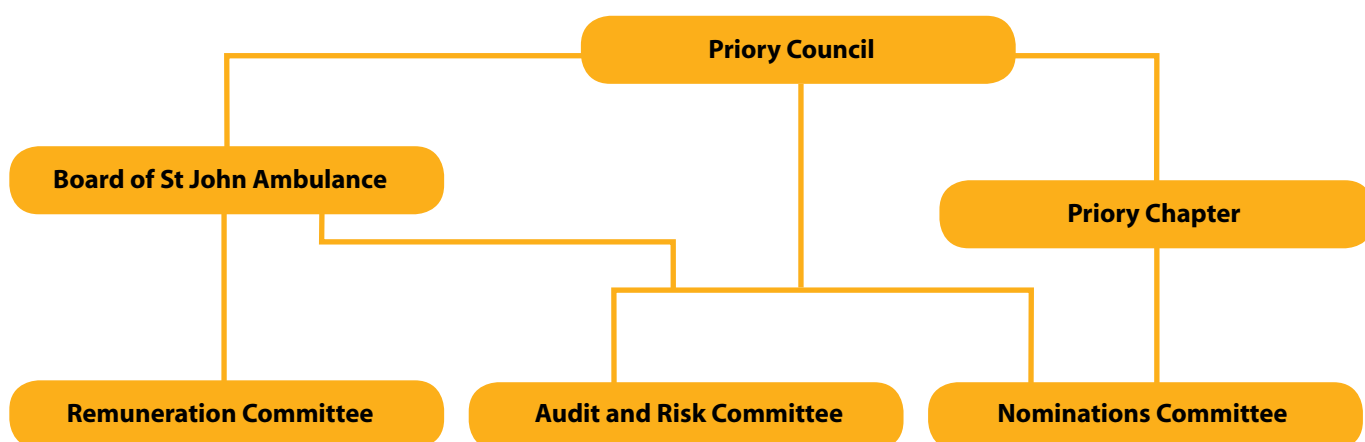 Priory Council
Board of St John Ambulance
Priory Chapter
Remuneration Committee
Audit and Risk Committee
Nominations Committee